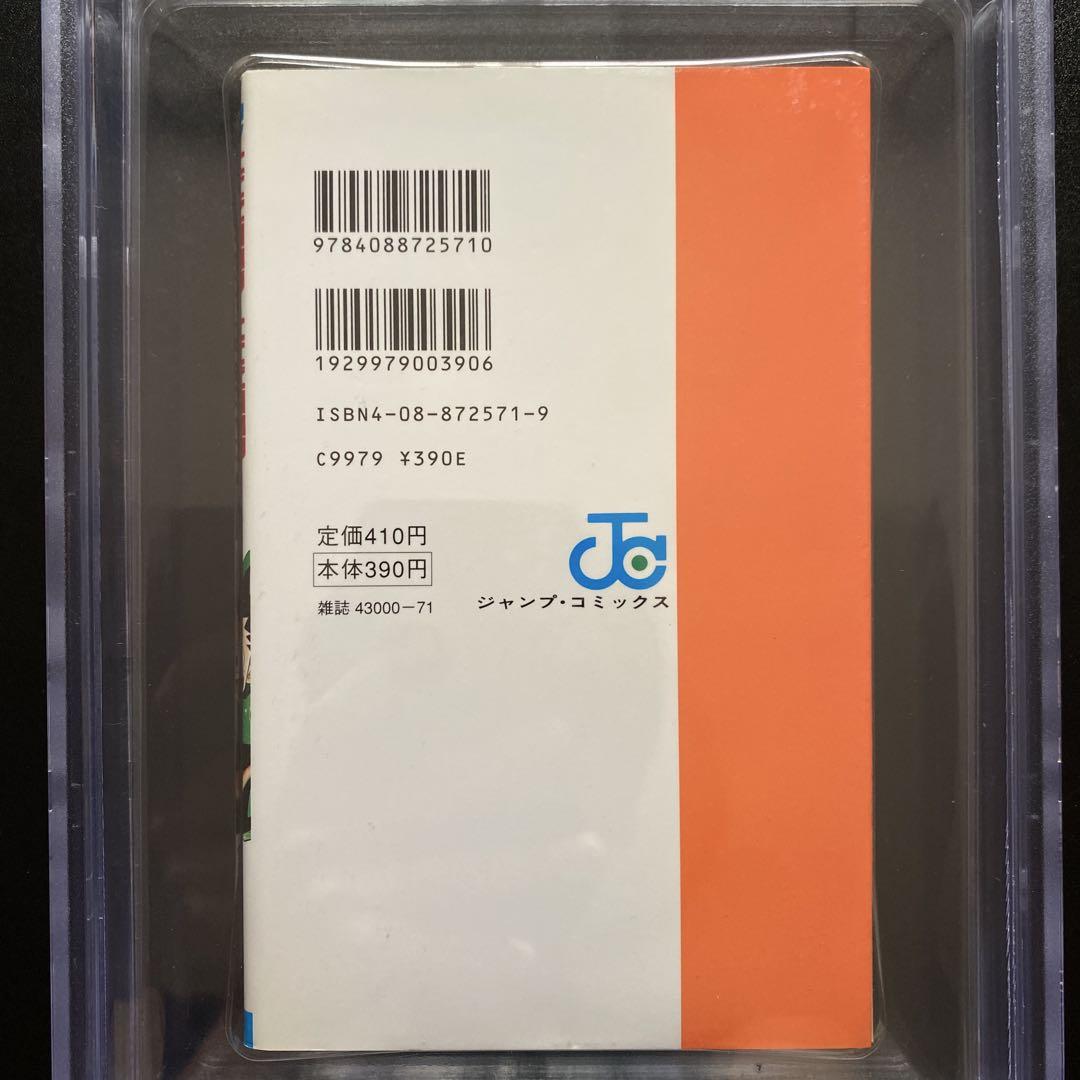 9784088725710
1929979003906
ISBN4-08-872571-9
C9979 ¥390E
定価410円
本体390円
雑誌 43000-71
JC
ジャンプ・コミックス